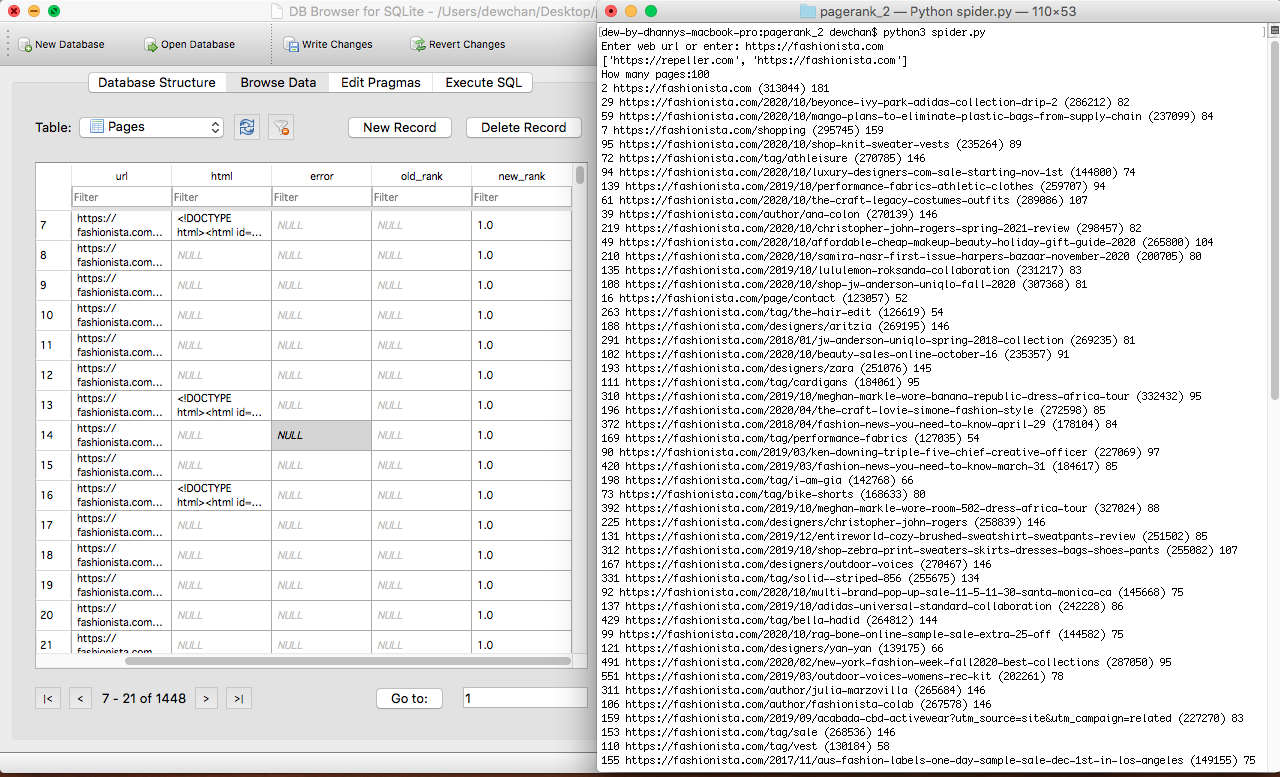 DB Browser for SQLite - /Users/dewchan/Desktop/p
New Database
Open Database
Write Changes
Revert Changes
Database Structure
Browse Data
Edit Pragmas
Execute SQL
Table:
Pages
New Record
Delete Record
url html error old_rank new_rank
Filter Filter Filter Filter Filter
7 https:// fashionista.com... <!DOCTYPE html><html id=... NULL NULL 1.0
8 https:// fashionista.com... NULL NULL NULL 1.0
9 https:// fashionista.com... NULL NULL NULL 1.0
10 https:// fashionista.com... NULL NULL NULL 1.0
11 https:// fashionista.com... NULL NULL NULL 1.0
12 https:// fashionista.com... NULL NULL NULL 1.0
13 https:// fashionista.com... <!DOCTYPE html><html id=... NULL NULL 1.0
14 https:// fashionista.com... NULL NULL NULL 1.0
15 https:// fashionista.com... NULL NULL NULL 1.0
16 https:// fashionista.com... <!DOCTYPE html><html id=... NULL NULL 1.0
17 https:// fashionista.com... NULL NULL NULL 1.0
18 https:// fashionista.com... NULL NULL NULL 1.0
19 https:// fashionista.com... NULL NULL NULL 1.0
20 https:// fashionista.com... NULL NULL NULL 1.0
21 https:// fashionista.com... NULL NULL NULL 1.0
|< < 7 - 21 of 1448 > >| Go to: 1
pagerank_2 — Python spider.py — 110×53
[dew-by-dhannys-macbook-pro:pagerank_2 dewchan$ python3 spider.py ]
Enter web url or enter: https://fashionista.com
['https://repeller.com', 'https://fashionista.com']
How many pages:100
2 https://fashionista.com (313044) 181
29 https://fashionista.com/2020/10/beyonce-ivy-park-adidas-collection-drip-2 (286212) 82
59 https://fashionista.com/2020/10/mango-plans-to-eliminate-plastic-bags-from-supply-chain (237099) 84
7 https://fashionista.com/shopping (295745) 159
95 https://fashionista.com/2020/10/shop-knit-sweater-vests (235264) 89
72 https://fashionista.com/tag/athleisure (270785) 146
94 https://fashionista.com/2020/10/luxury-designers-com-sale-starting-nov-1st (144800) 74
139 https://fashionista.com/2019/10/performance-fabrics-athletic-clothes (259707) 94
61 https://fashionista.com/2020/10/the-craft-legacy-costumes-outfits (289086) 107
39 https://fashionista.com/author/ana-colon (270139) 146
219 https://fashionista.com/2020/10/christopher-john-rogers-spring-2021-review (298457) 82
49 https://fashionista.com/2020/10/affordable-cheap-makeup-beauty-holiday-gift-guide-2020 (265800) 104
210 https://fashionista.com/2020/10/samira-nasr-first-issue-harpers-bazaar-november-2020 (200705) 80
135 https://fashionista.com/2019/12/lululemon-roksanda-collaboration (231217) 83
108 https://fashionista.com/2020/10/shop-jw-anderson-uniqlo-fall-2020 (307368) 81
16 https://fashionista.com/page/contact (123057) 52
263 https://fashionista.com/tag/the-hair-edit (126619) 54
188 https://fashionista.com/designers/aritzia (269195) 146
291 https://fashionista.com/2018/01/jw-anderson-uniqlo-spring-2018-collection (269235) 81
102 https://fashionista.com/2020/10/beauty-sales-online-october-16 (235357) 91
193 https://fashionista.com/designers/zara (251076) 145
111 https://fashionista.com/tag/cardigans (184061) 95
310 https://fashionista.com/2019/10/meghan-markle-wore-banana-republic-dress-africa-tour (332432) 95
196 https://fashionista.com/2020/04/the-craft-lovie-simone-fashion-style (272598) 85
372 https://fashionista.com/2018/04/fashion-news-you-need-to-know-april-29 (178104) 84
169 https://fashionista.com/tag/performance-fabrics (127035) 54
90 https://fashionista.com/2019/03/ken-downing-triple-five-chief-creative-officer (227069) 97
420 https://fashionista.com/2019/03/fashion-news-you-need-to-know-march-31 (184617) 85
198 https://fashionista.com/tag/i-am-gia (142768) 66
73 https://fashionista.com/tag/bike-shorts (168633) 80
392 https://fashionista.com/2019/10/meghan-markle-wore-room-502-dress-africa-tour (327024) 88
225 https://fashionista.com/designers/christopher-john-rogers (258839) 146
131 https://fashionista.com/2019/12/entireworld-cozy-brushed-sweatshirt-sweatpants-review (251502) 85
312 https://fashionista.com/2019/10/shop-zebra-print-sweaters-skirts-dresses-bags-shoes-pants (255082) 107
167 https://fashionista.com/designers/outdoor-voices (270467) 146
331 https://fashionista.com/tag/solid--striped-856 (255675) 134
92 https://fashionista.com/2020/10/multi-brand-pop-up-sale-11-5-11-30-santa-monica-ca (145668) 75
137 https://fashionista.com/2019/10/adidas-universal-standard-collaboration (242283) 86
429 https://fashionista.com/tag/bella-hadid (264812) 144
99 https://fashionista.com/2020/10/rag-bone-online-sample-sale-extra-25-off (144582) 75
121 https://fashionista.com/designers/yan-yan (139175) 66
491 https://fashionista.com/2020/02/new-york-fashion-week-fall2020-best-collections (287050) 95
551 https://fashionista.com/2019/03/outdoor-voices-womens-rec-kit (202261) 78
311 https://fashionista.com/author/julia-marzovilla (265684) 146
106 https://fashionista.com/author/fashionista-colab (267578) 146
159 https://fashionista.com/2019/09/acabada-cbd-activewear?utm_source=site&utm_campaign=related (227270) 83
153 https://fashionista.com/tag/sale (268536) 146
110 https://fashionista.com/tag/vest (130184) 58
155 https://fashionista.com/2017/11/aus-fashion-labels-one-day-sample-sale-dec-1st-in-los-angeles (149155) 75